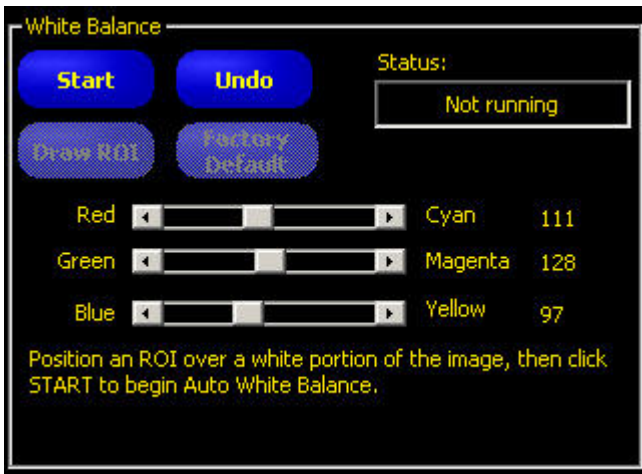 White Balance
Start Undo Status:
Not running
Draw ROI Factory Default
Red Cyan 111
Green Magenta 128
Blue Yellow 97
Position an ROI over a white portion of the image, then click
START to begin Auto White Balance.